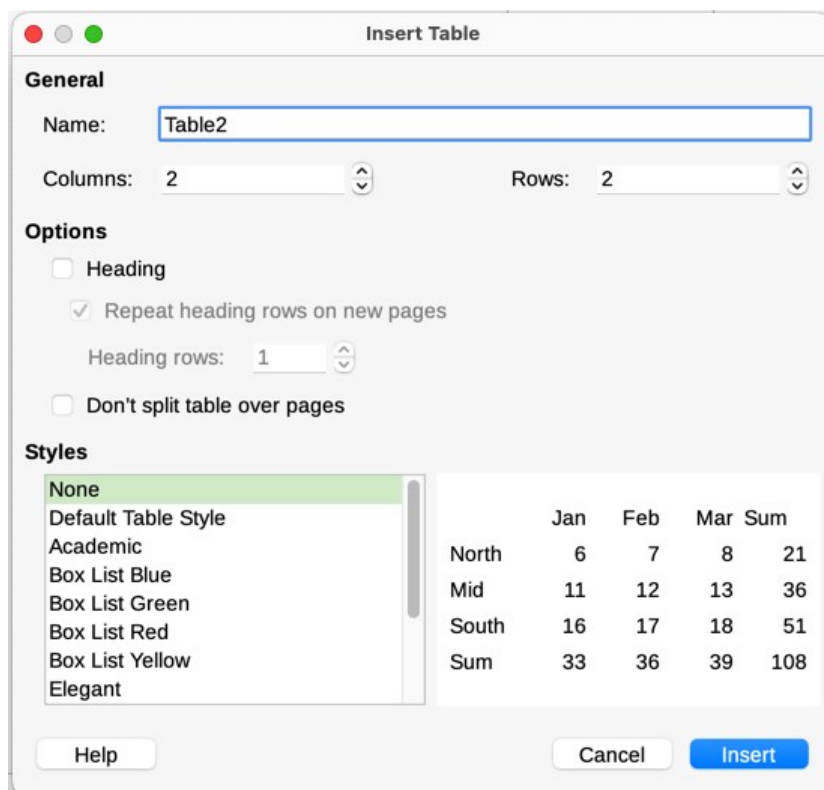 Insert Table
General
Name: Table2
Columns: 2 Rows: 2
Options
Heading
Repeat heading rows on new pages
Heading rows: 1
Don't split table over pages
Styles
None
Default Table Style
Academic
Box List Blue
Box List Green
Box List Red
Box List Yellow
Elegant
Jan Feb Mar Sum
North 6 7 8 21
Mid 11 12 13 36
South 16 17 18 51
Sum 33 36 39 108
Help Cancel Insert